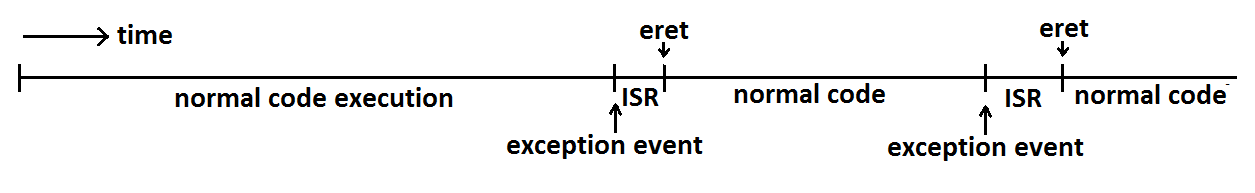 time
eret
eret
normal code execution
ISR
normal code
ISR
normal code
exception event
exception event